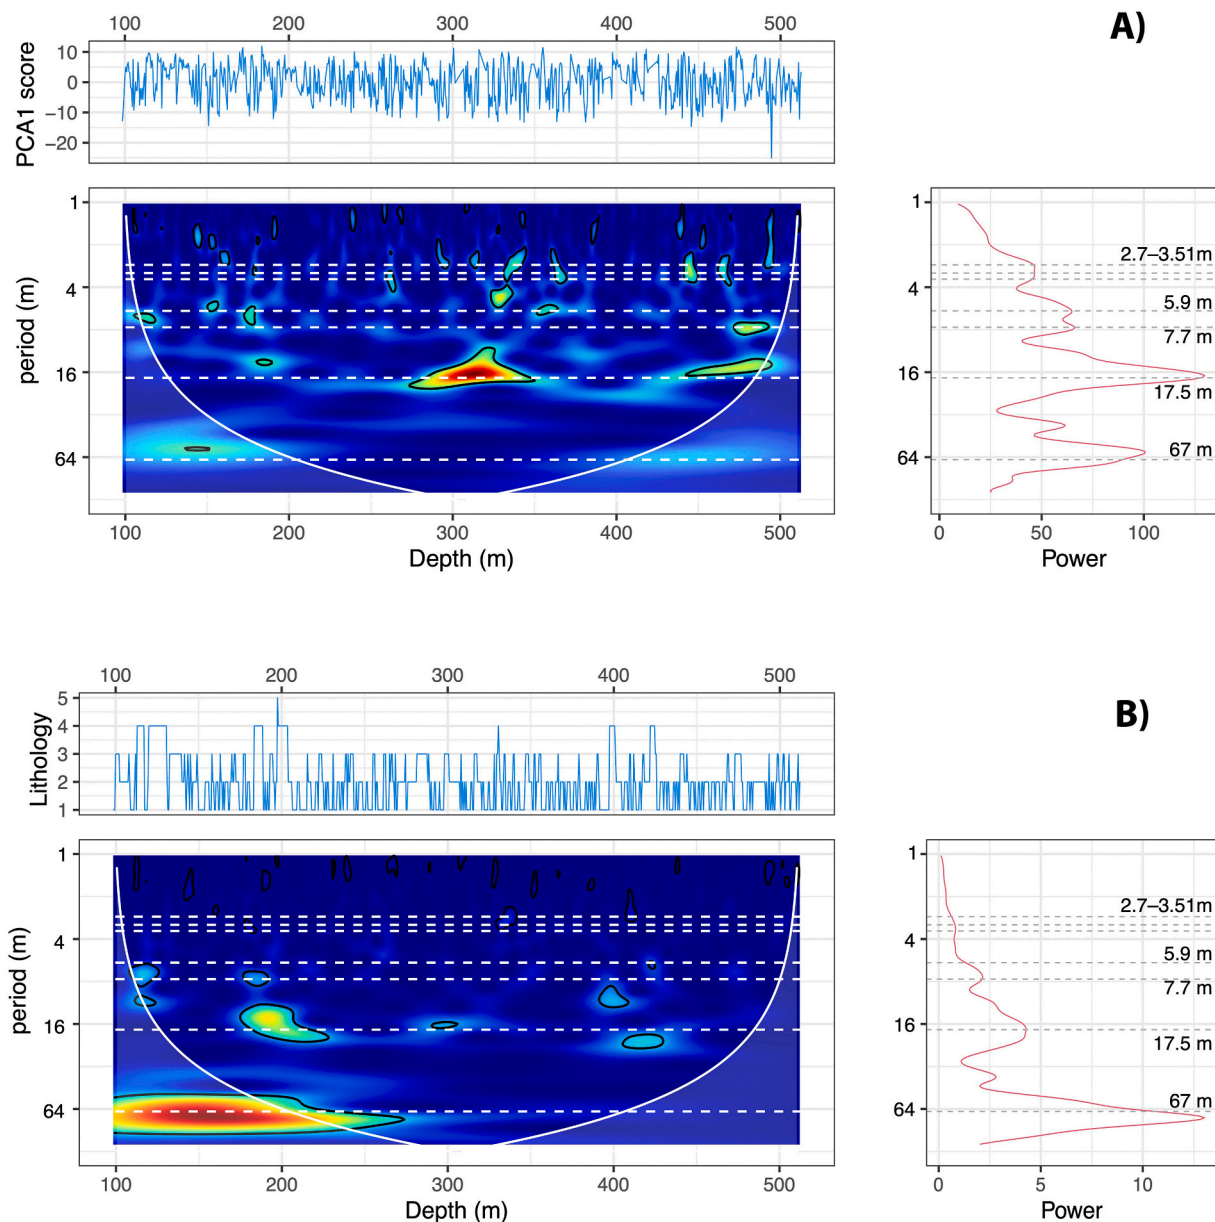 A)
100 200 300 400 500
PCA1 score
10
0
−10
−20
period (m)
1
4
16
64
100 200 300 400 500
Depth (m)
1
4
16
64
2.7–3.51m
5.9 m
7.7 m
17.5 m
67 m
0 50 100
Power
B)
100 200 300 400 500
Lithology
5
4
3
2
1
period (m)
1
4
16
64
100 200 300 400 500
Depth (m)
1
4
16
64
2.7–3.51m
5.9 m
7.7 m
17.5 m
67 m
0 5 10
Power